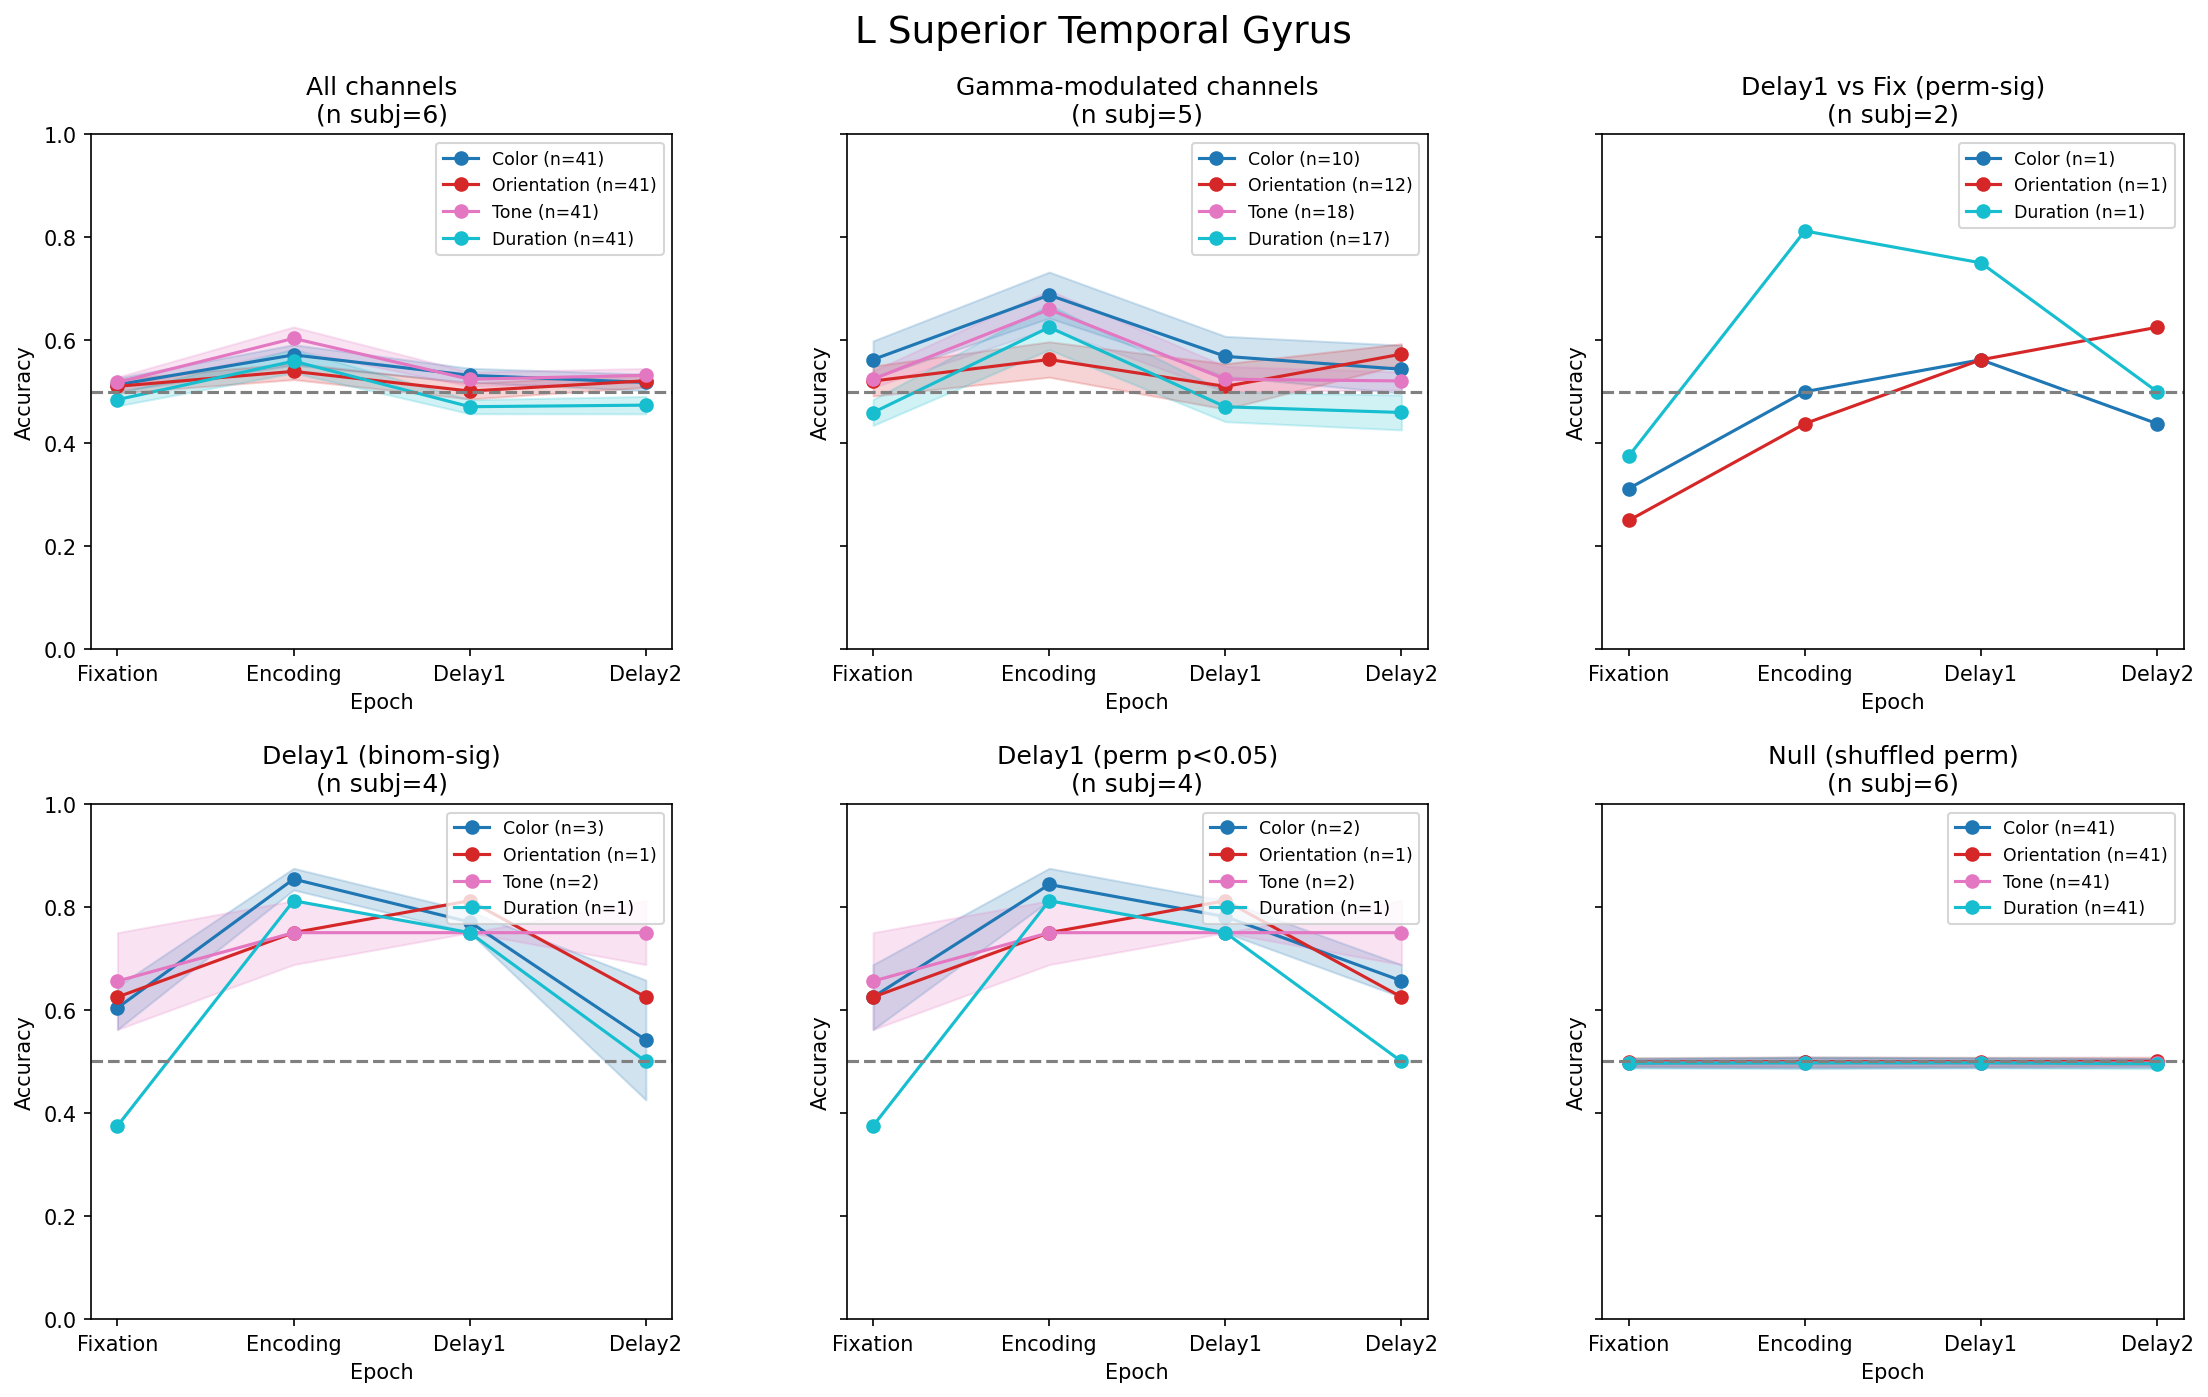 L Superior Temporal Gyrus
All channels
(n subj=6)
Color (n=41)
Orientation (n=41)
Tone (n=41)
Duration (n=41)
1.0
0.8
0.6
0.4
0.2
0.0
Accuracy
Fixation
Encoding
Delay1
Delay2
Epoch
Gamma-modulated channels
(n subj=5)
Color (n=10)
Orientation (n=12)
Tone (n=18)
Duration (n=17)
Accuracy
Fixation
Encoding
Delay1
Delay2
Epoch
Delay1 vs Fix (perm-sig)
(n subj=2)
Color (n=1)
Orientation (n=1)
Duration (n=1)
Accuracy
Fixation
Encoding
Delay1
Delay2
Epoch
Delay1 (binom-sig)
(n subj=4)
Color (n=3)
Orientation (n=1)
Tone (n=2)
Duration (n=1)
1.0
0.8
0.6
0.4
0.2
0.0
Accuracy
Fixation
Encoding
Delay1
Delay2
Epoch
Delay1 (perm p<0.05)
(n subj=4)
Color (n=2)
Orientation (n=1)
Tone (n=2)
Duration (n=1)
Accuracy
Fixation
Encoding
Delay1
Delay2
Epoch
Null (shuffled perm)
(n subj=6)
Color (n=41)
Orientation (n=41)
Tone (n=41)
Duration (n=41)
Accuracy
Fixation
Encoding
Delay1
Delay2
Epoch